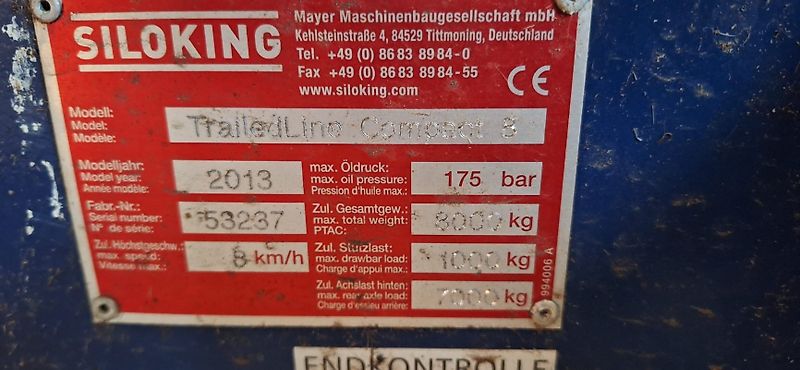 SILOKING
Mayer Maschinenbaugesellschaft mbH
Kehlsteinstraße 4, 84529 Tittmoning, Deutschland
Tel. +49 (0) 86 83 89 84-0
Fax +49 (0) 86 83 89 84-55
www.siloking.com
CE
Modell:
Model:
Modèle:
TrailedLine Compact 8
Modelljahr:
Model year:
Année modèle:
2013
max. Öldruck:
max. oil pressure:
Pression d'huile max.:
175 bar
Fabr.-Nr.:
Serial number:
N° de série:
53237
Zul. Gesamtgew.:
max. total weight:
PTAC:
8000 kg
Zul. Höchstgeschw.:
max. speed:
Vitesse max.:
8 km/h
Zul. Stützlast:
max. drawbar load:
Charge d'appui max.:
1000 kg
Zul. Achslast hinten:
max. rear axle load:
Charge d'essieu arrière:
7000 kg
994006 A
ENDKONTROLLE